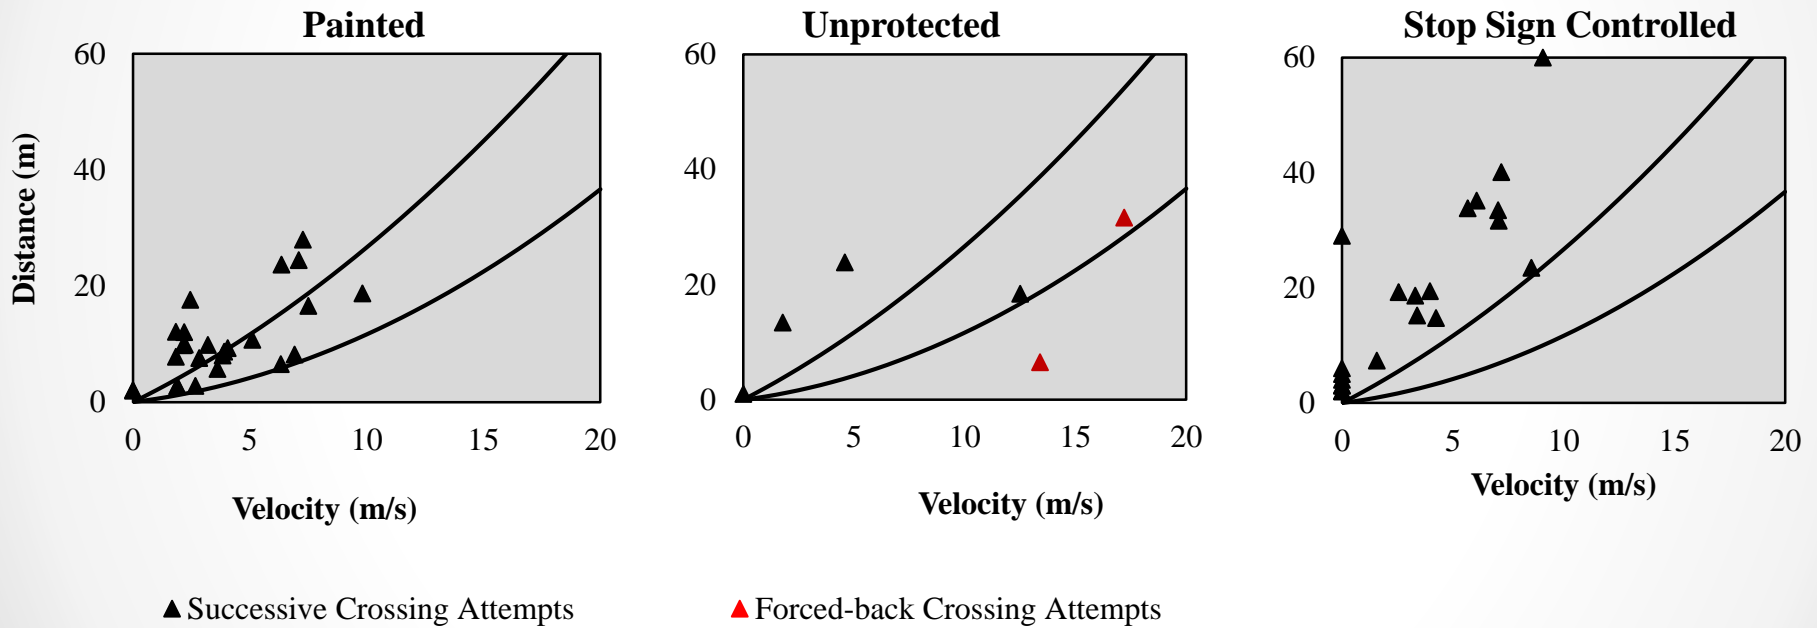 Painted
Unprotected
Stop Sign Controlled
Distance (m)
60
40
20
0
0 5 10 15 20
Velocity (m/s)
60
40
20
0
0 5 10 15 20
Velocity (m/s)
60
40
20
0
0 5 10 15 20
Velocity (m/s)
Successive Crossing Attempts
Forced-back Crossing Attempts